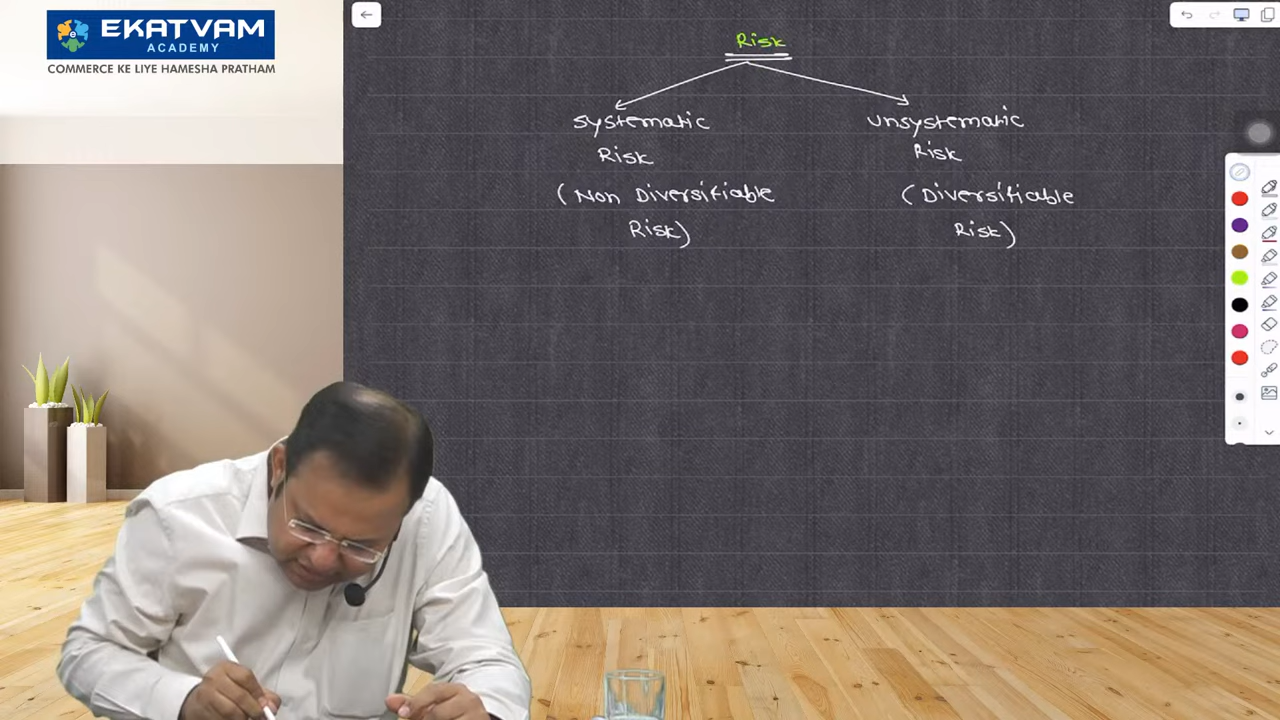 EKATVAM
ACADEMY
COMMERCE KE LIYE HAMESHA PRATHAM
Risk
systematic
Risk
(Non Diversifiable
Risk)
unsystematic
Risk
(Diversifiable
Risk)